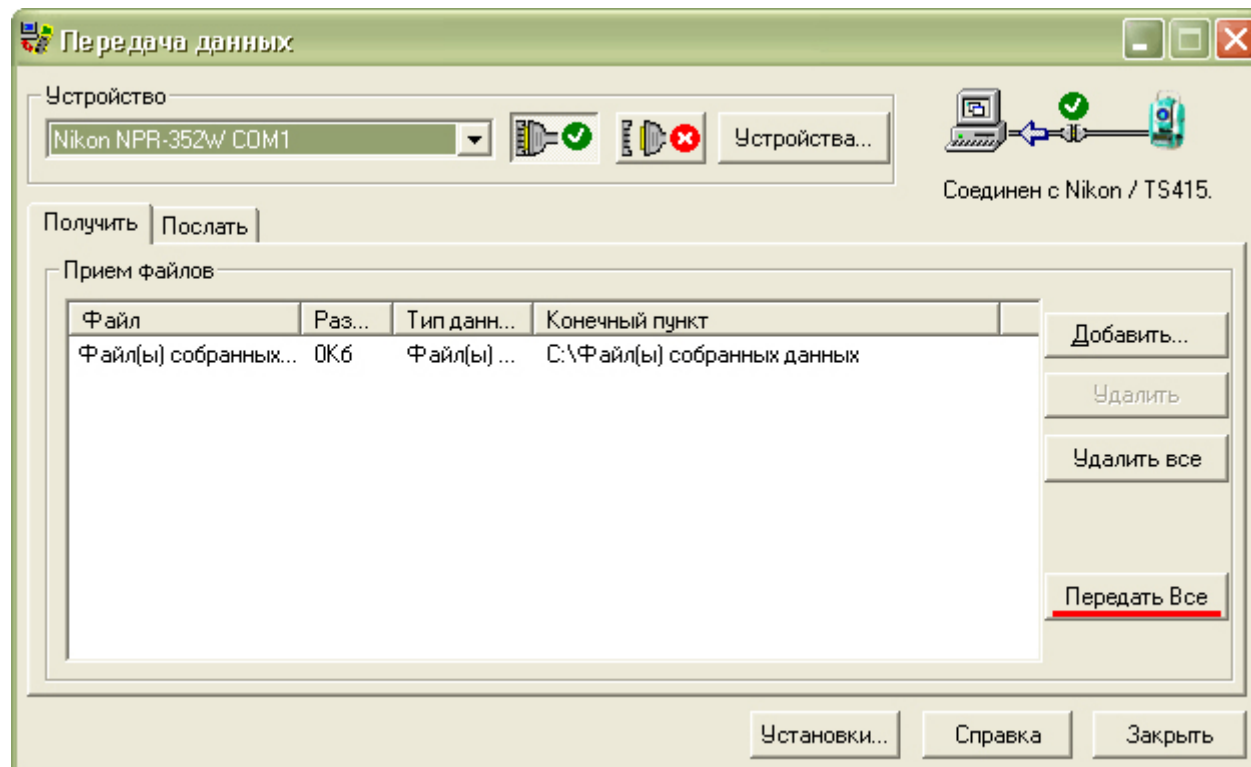 Передача данных
Устройство
Nikon NPR-352W COM1
Устройства...
Соединен с Nikon / TS415.
Получить Послать
Прием файлов
Файл Раз... Тип данн... Конечный пункт
Файл(ы) собранных... 0Кб Файл(ы) ... C:\Файл(ы) собранных данных
Добавить...
Удалить
Удалить все
Передать Все
Установки... Справка Закрыть